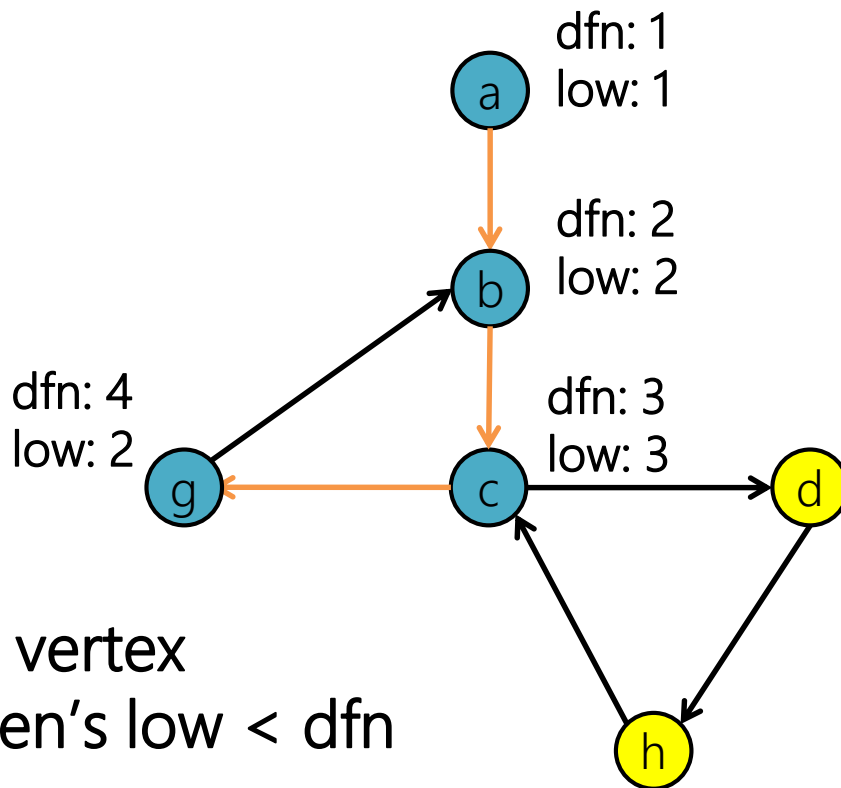 dfn: 1
low: 1
a
dfn: 2
low: 2
b
dfn: 4
low: 2
dfn: 3
low: 3
g
c
d
vertex
en's low < dfn
h